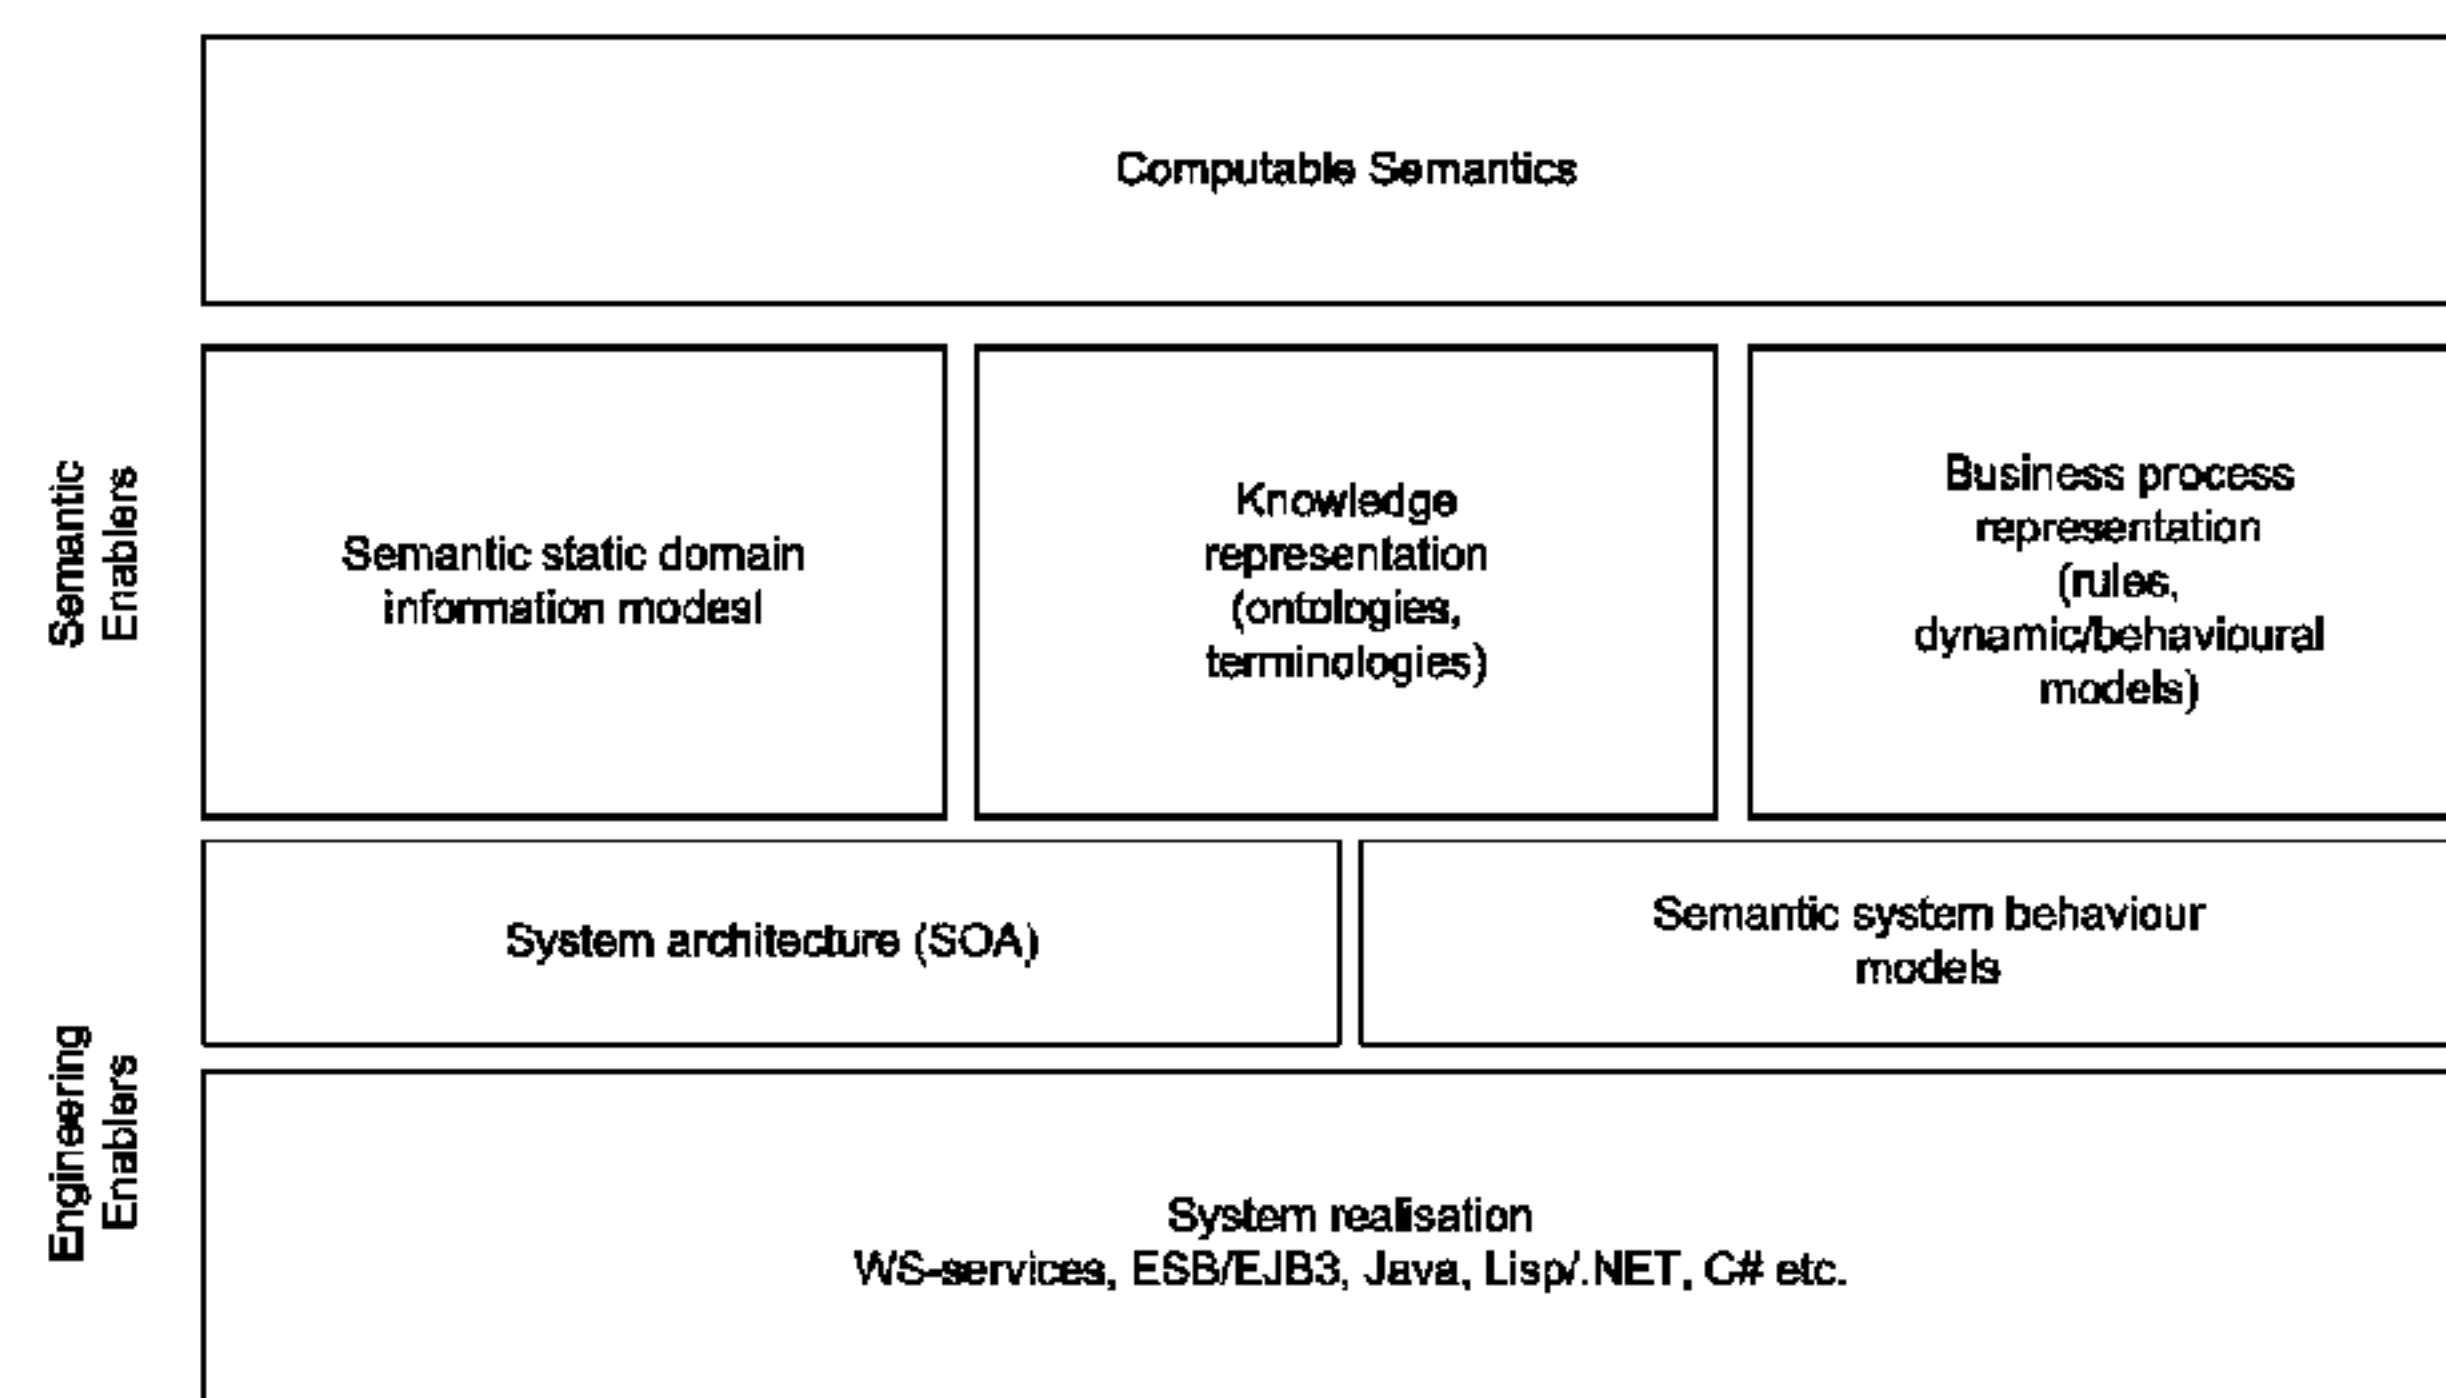 Computable Semantics
Semantic
Enablers
Semantic static domain
information modesl
Knowledge
representation
(ontologies,
terminologies)
Business process
representation
(rules,
dynamic/behavioural
models)
Engineering
Enablers
System architecture (SOA)
Semantic system behaviour
models
System realisation
WS-services, ESB/EJB3, Java, Lisp/.NET, C# etc.